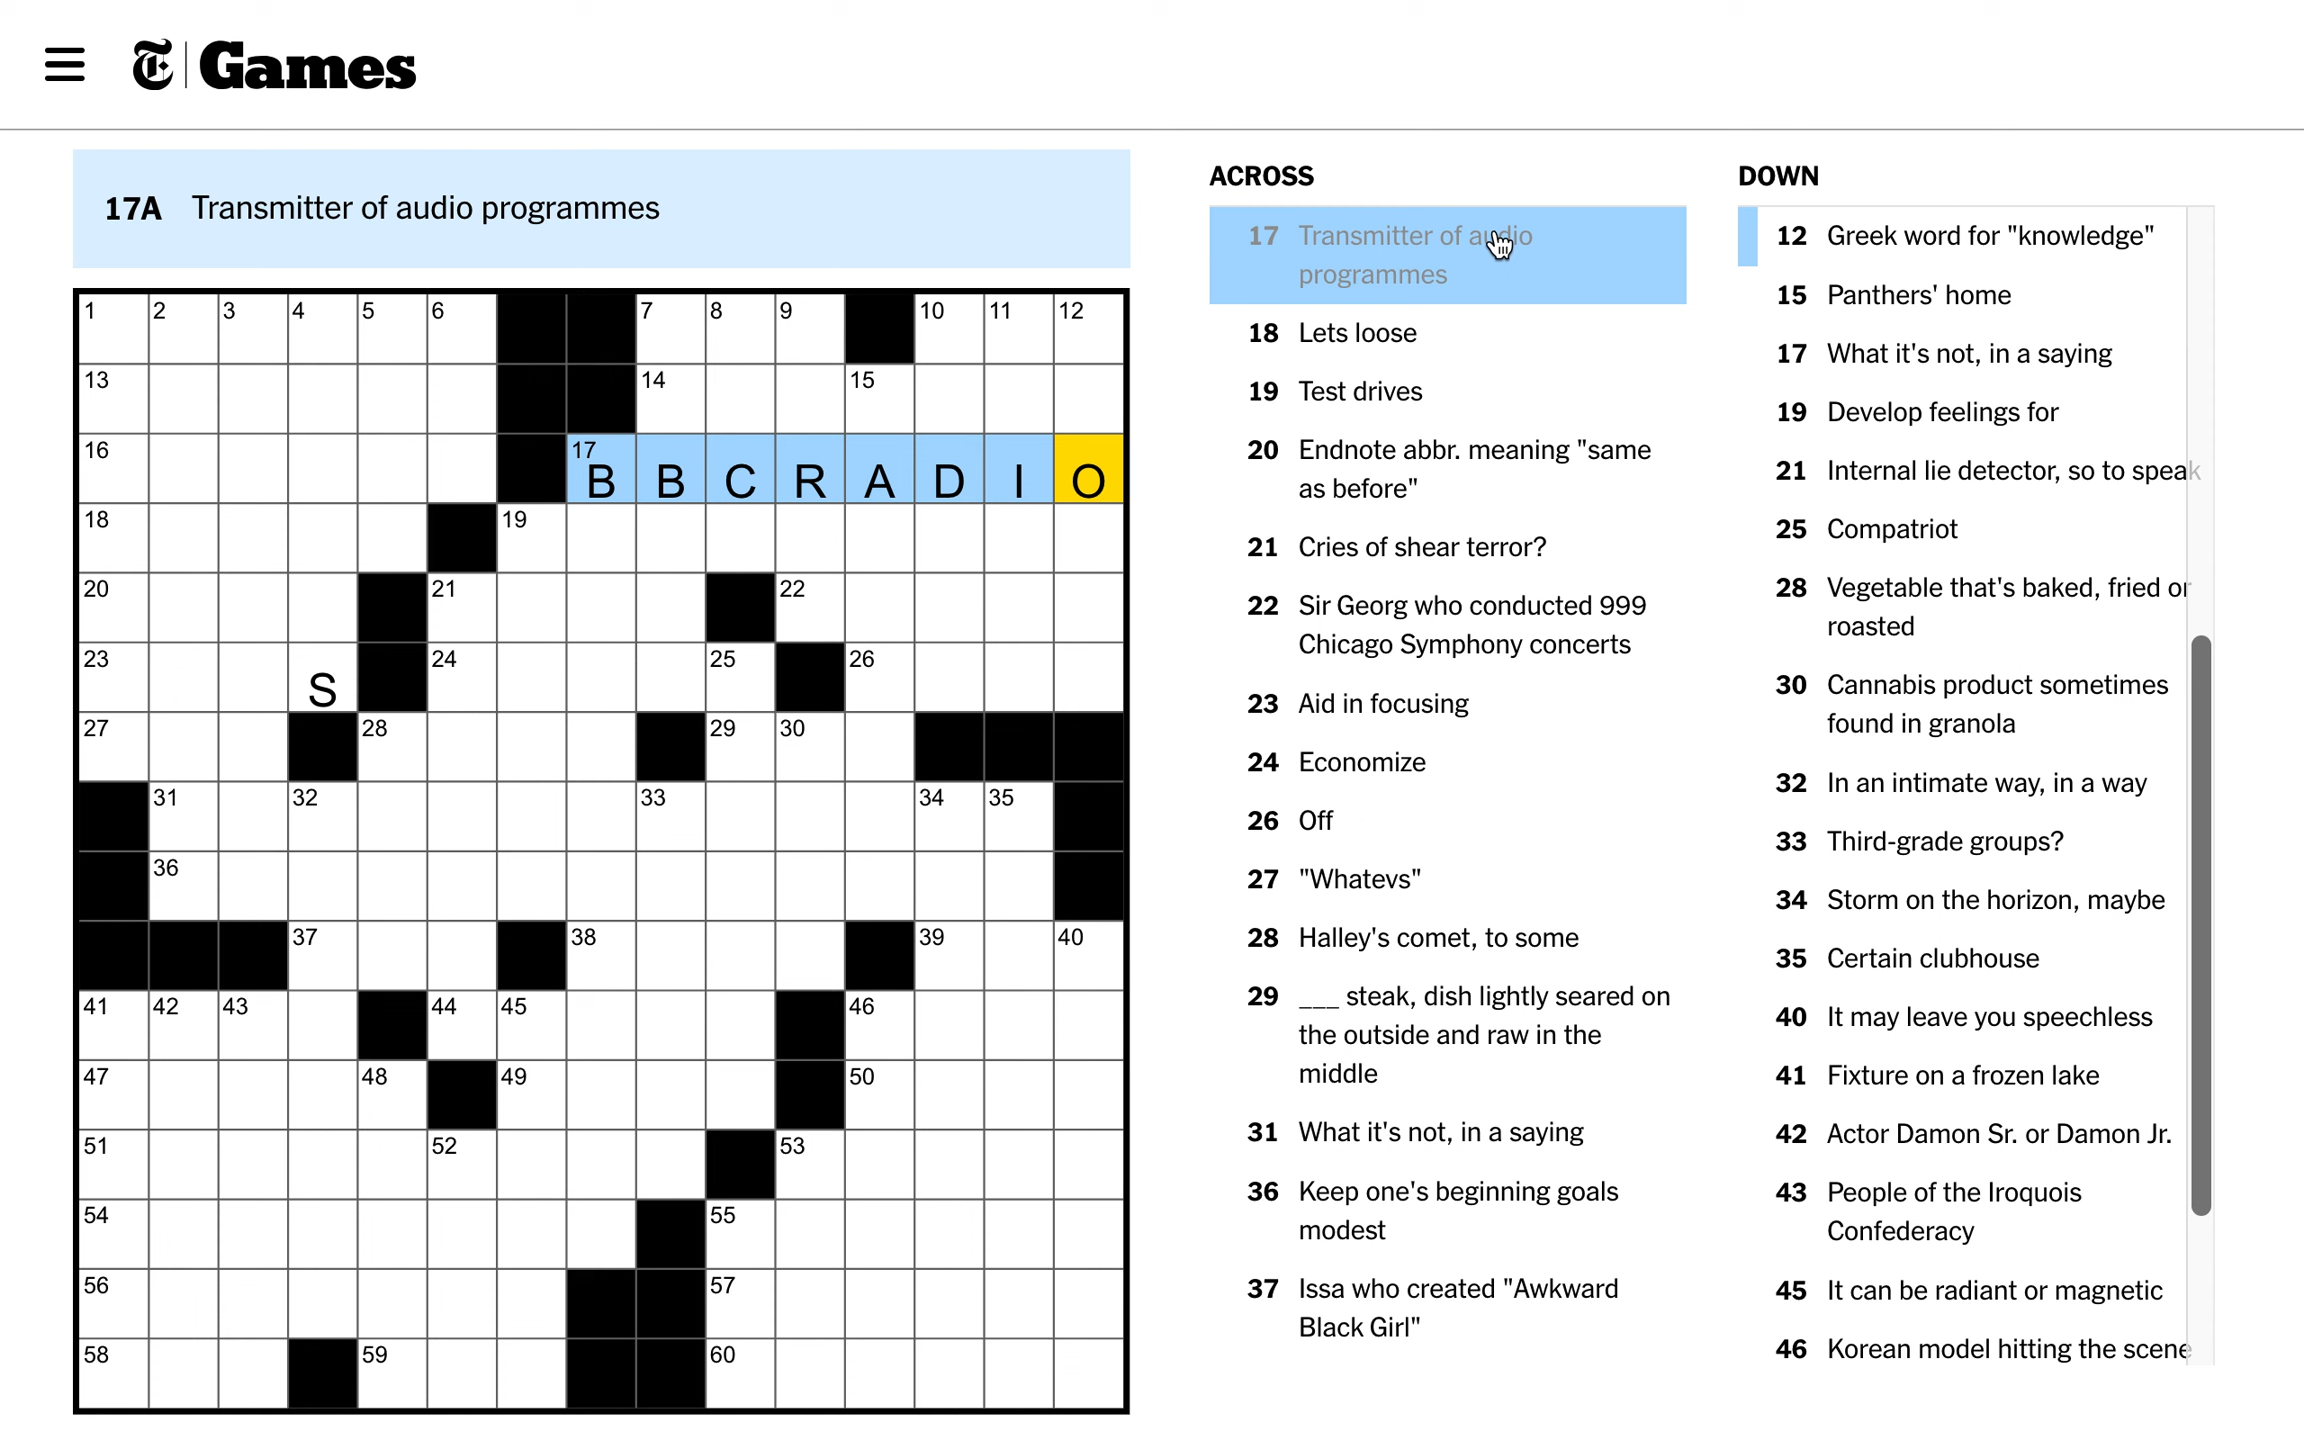 T Games
17A Transmitter of audio programmes
1 2 3 4 5 6 7 8 9 10 11 12
13 14 15
16 17 B B C R A D I O
18 19
20 21 22
23 S 24 25 26
27 28 29 30
31 32 33 34 35
36
37 38 39 40
41 42 43 44 45 46
47 48 49 50
51 52 53
54 55
56 57
58 59 60
ACROSS
17 Transmitter of audio
programmes
18 Lets loose
19 Test drives
20 Endnote abbr. meaning "same
as before"
21 Cries of shear terror?
22 Sir Georg who conducted 999
Chicago Symphony concerts
23 Aid in focusing
24 Economize
26 Off
27 "Whatevs"
28 Halley's comet, to some
29 ___ steak, dish lightly seared on
the outside and raw in the
middle
31 What it's not, in a saying
36 Keep one's beginning goals
modest
37 Issa who created "Awkward
Black Girl"
DOWN
12 Greek word for "knowledge"
15 Panthers' home
17 What it's not, in a saying
19 Develop feelings for
21 Internal lie detector, so to speak
25 Compatriot
28 Vegetable that's baked, fried or
roasted
30 Cannabis product sometimes
found in granola
32 In an intimate way, in a way
33 Third-grade groups?
34 Storm on the horizon, maybe
35 Certain clubhouse
40 It may leave you speechless
41 Fixture on a frozen lake
42 Actor Damon Sr. or Damon Jr.
43 People of the Iroquois
Confederacy
45 It can be radiant or magnetic
46 Korean model hitting the scene